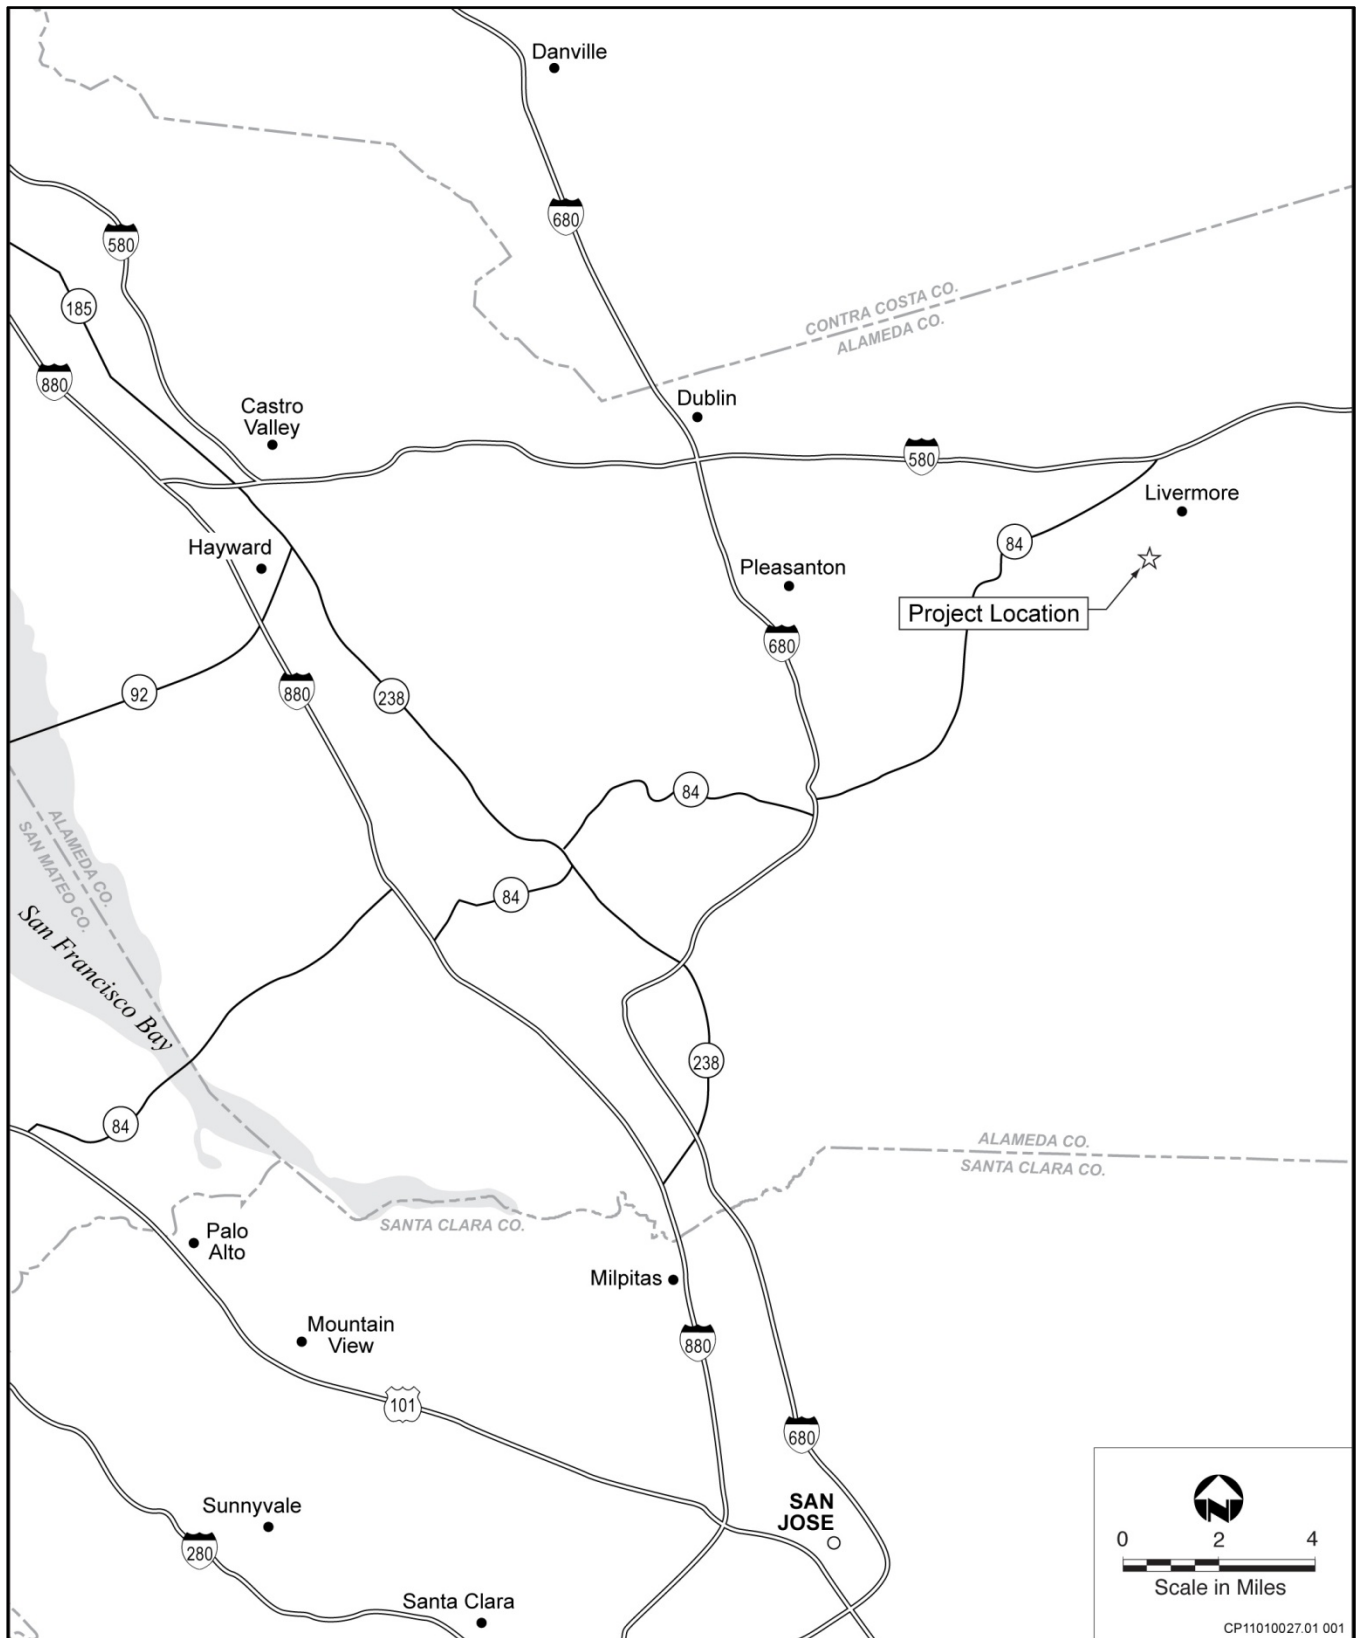 Danville
680
580
CONTRA COSTA CO.
ALAMEDA CO.
185
880
Castro
Valley
Dublin
580
Livermore
84
Hayward
Pleasanton
Project Location
680
92
880
238
84
ALAMEDA CO.
SAN MATEO CO.
84
San Francisco Bay
238
84
ALAMEDA CO.
SANTA CLARA CO.
SANTA CLARA CO.
Palo
Alto
Milpitas
Mountain
View
880
101
680
SAN
JOSE
Sunnyvale
280
Santa Clara
N
0 2 4
Scale in Miles
CP11010027.01 001